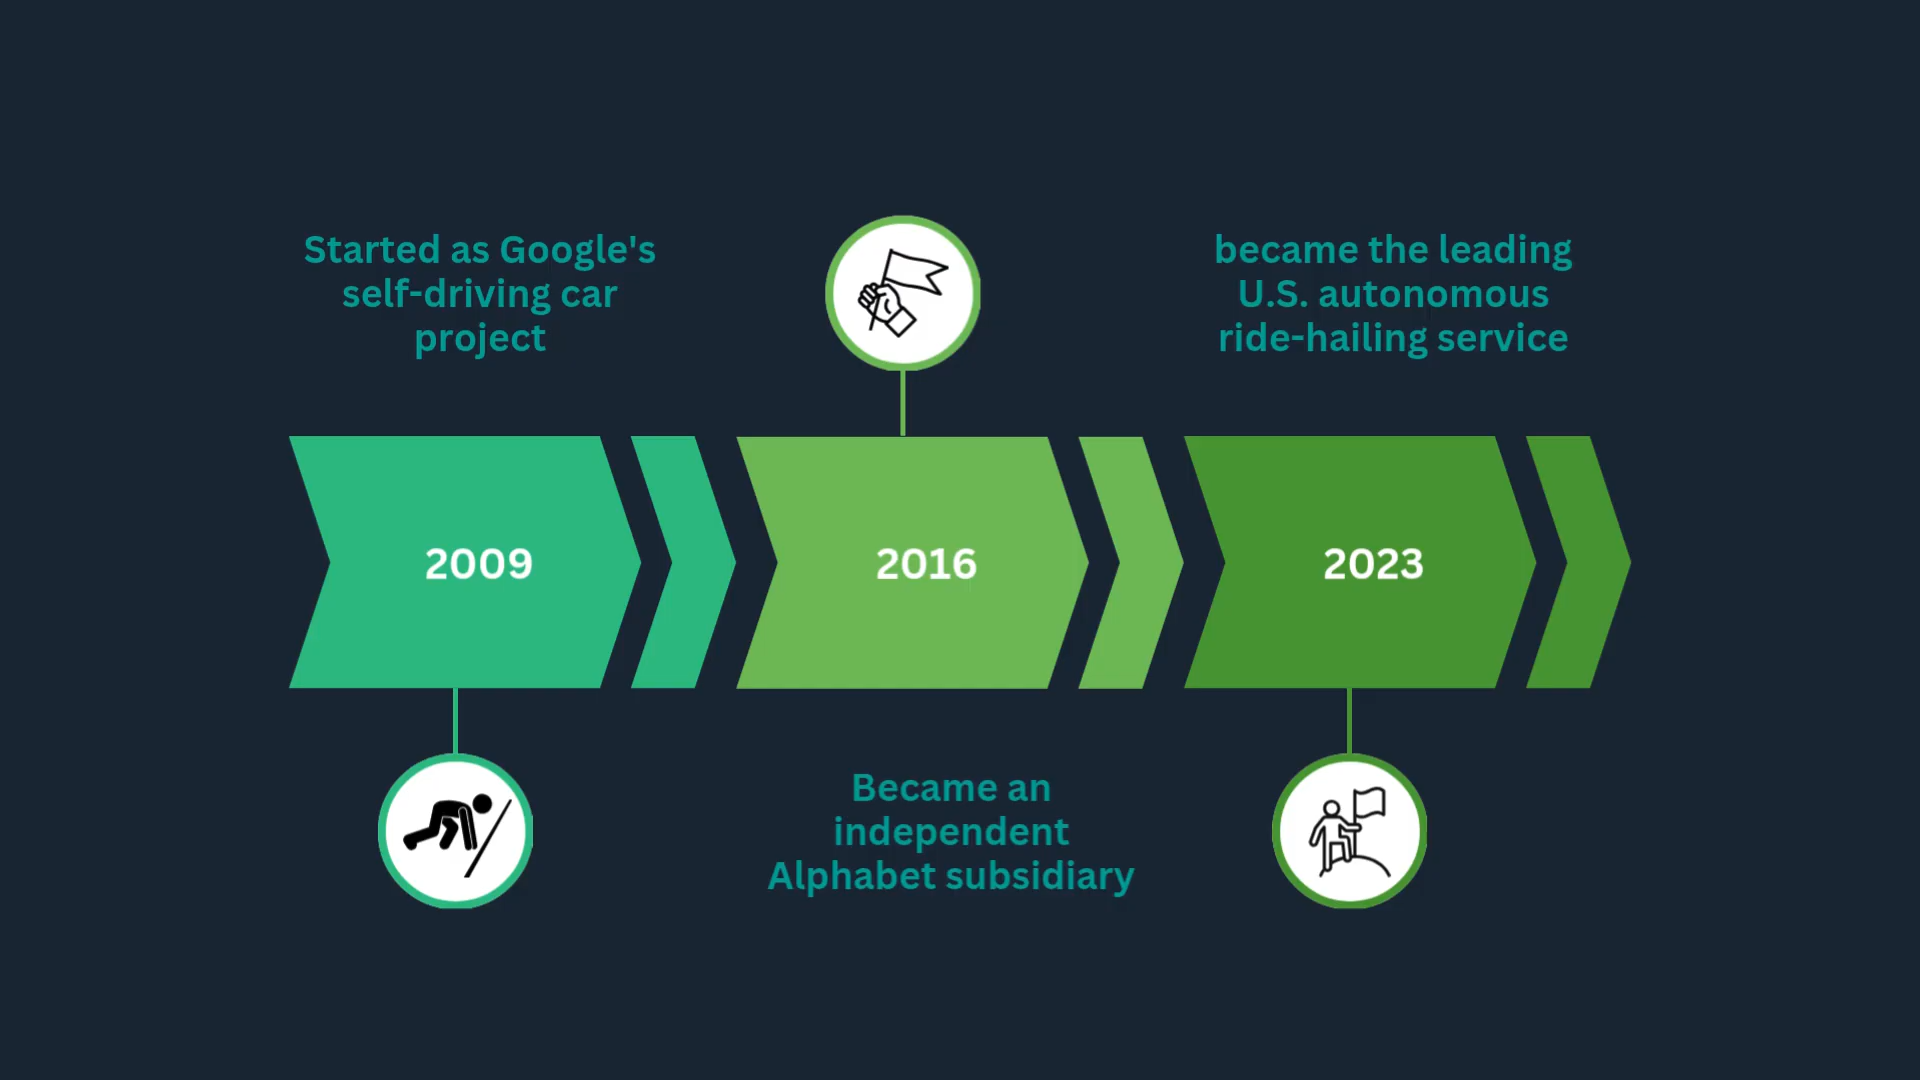 Started as Google's
self-driving car
project
became the leading
U.S. autonomous
ride-hailing service
2009
2016
2023
Became an
independent
Alphabet subsidiary